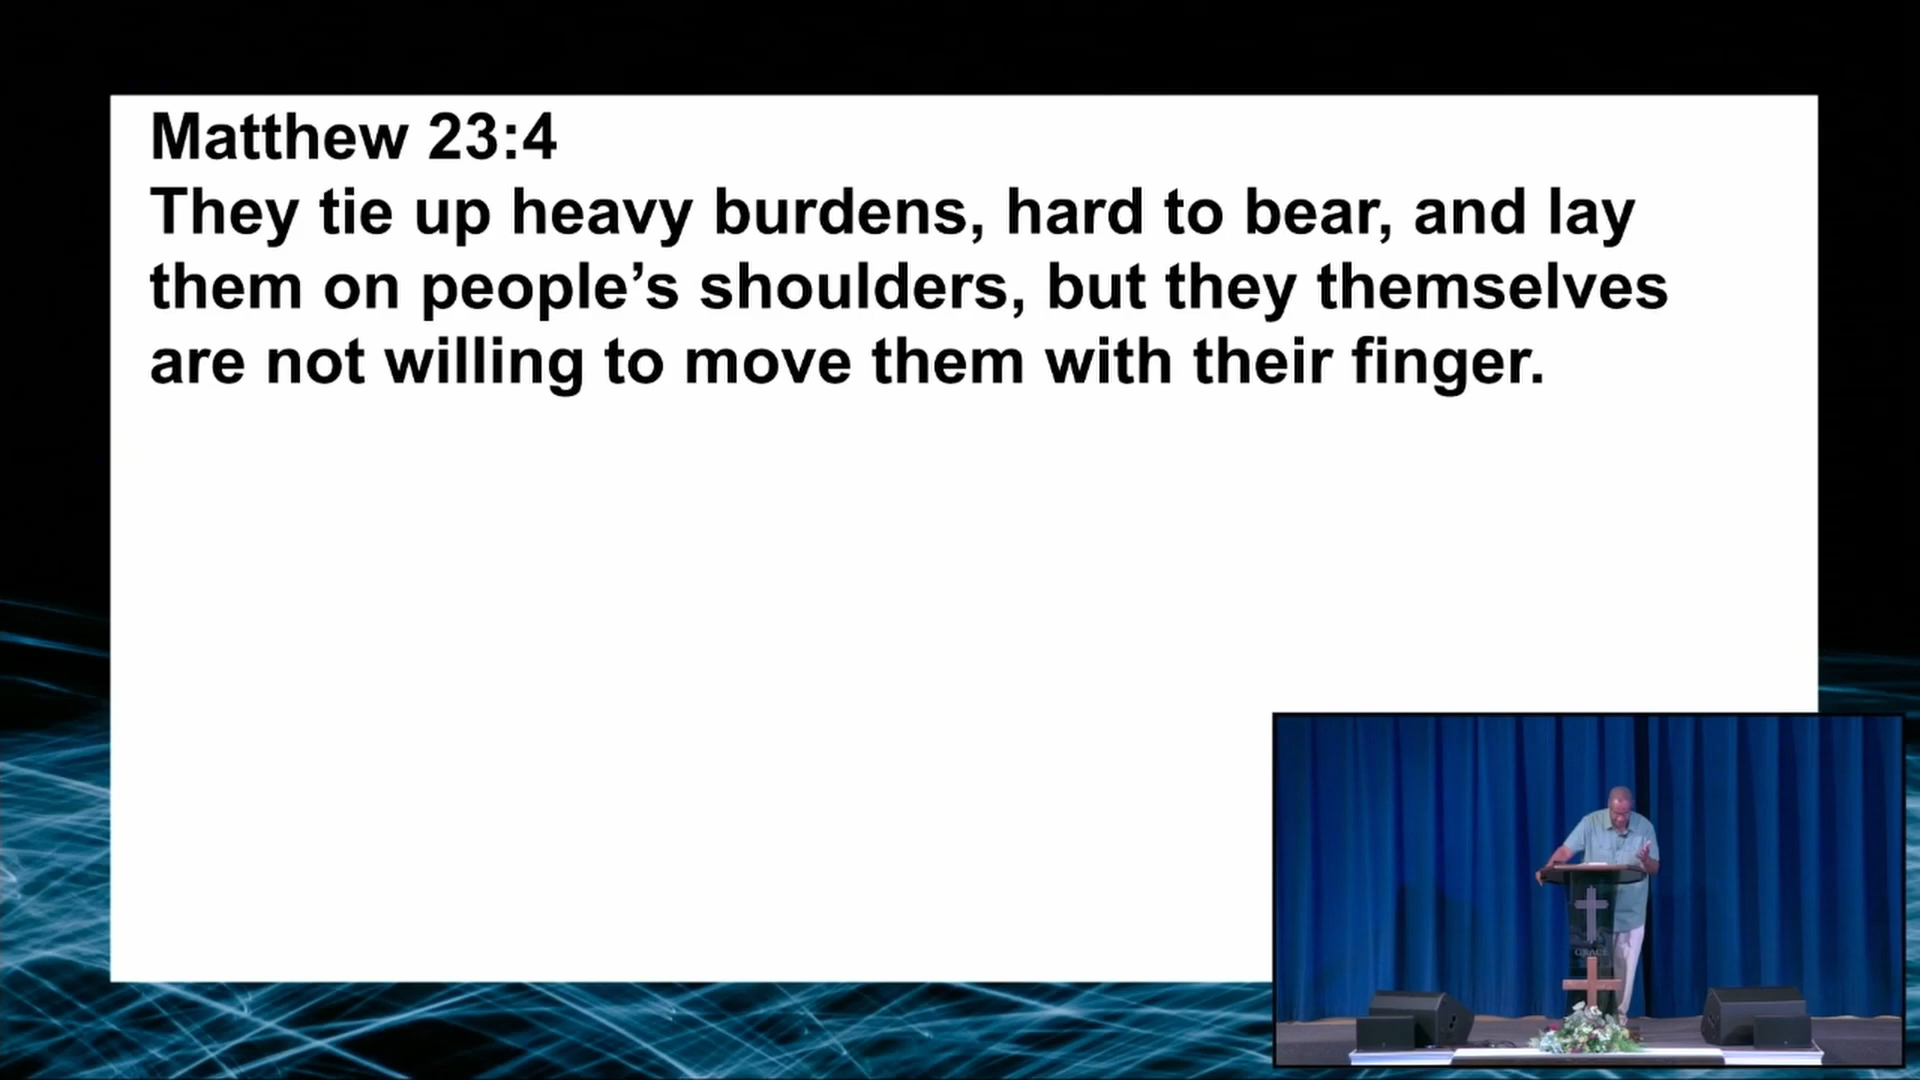 Matthew 23:4
They tie up heavy burdens, hard to bear, and lay
them on people’s shoulders, but they themselves
are not willing to move them with their finger.
GRACE